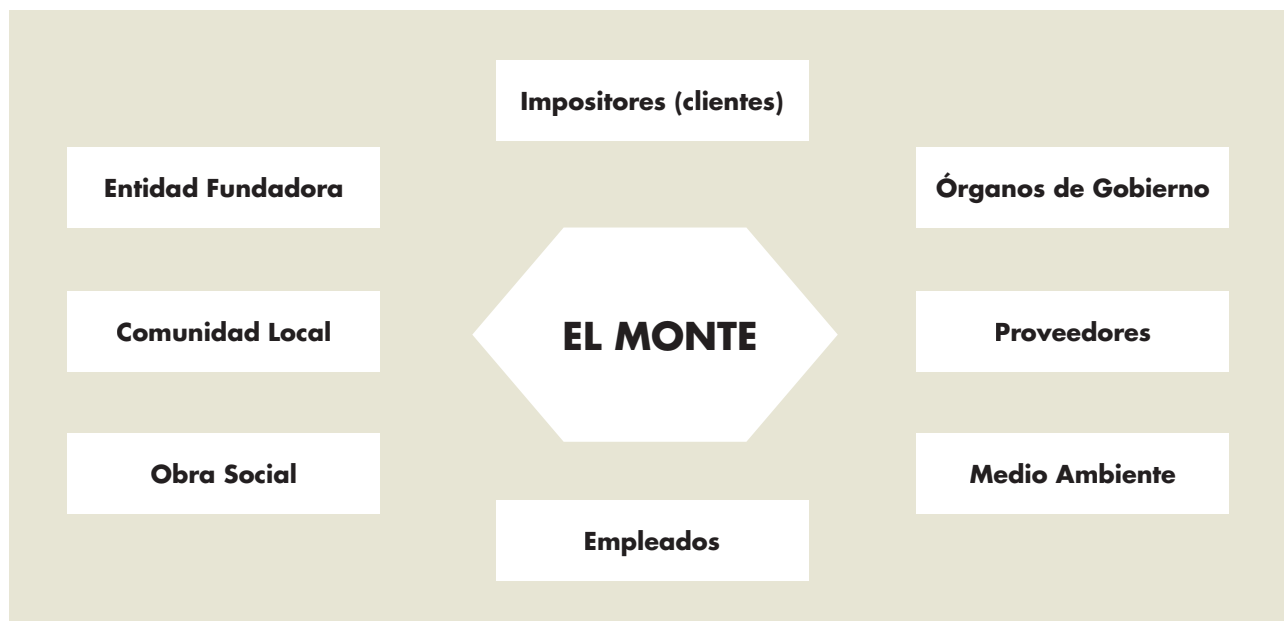 Impositores (clientes)
Entidad Fundadora
Órganos de Gobierno
Comunidad Local
EL MONTE
Proveedores
Obra Social
Medio Ambiente
Empleados